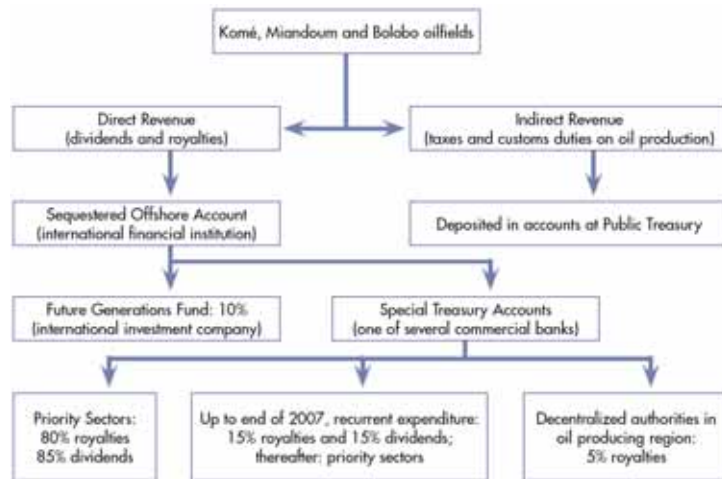 Komé, Miandoum and Bolobo oilfields
Direct Revenue
(dividends and royalties)
Indirect Revenue
(taxes and customs duties on oil production)
Sequestered Offshore Account
(international financial institution)
Deposited in accounts at Public Treasury
Future Generations Fund: 10%
(international investment company)
Special Treasury Accounts
(one of several commercial banks)
Priority Sectors:
80% royalties
85% dividends
Up to end of 2007, recurrent expenditure:
15% royalties and 15% dividends;
thereafter: priority sectors
Decentralized authorities in
oil producing region:
5% royalties